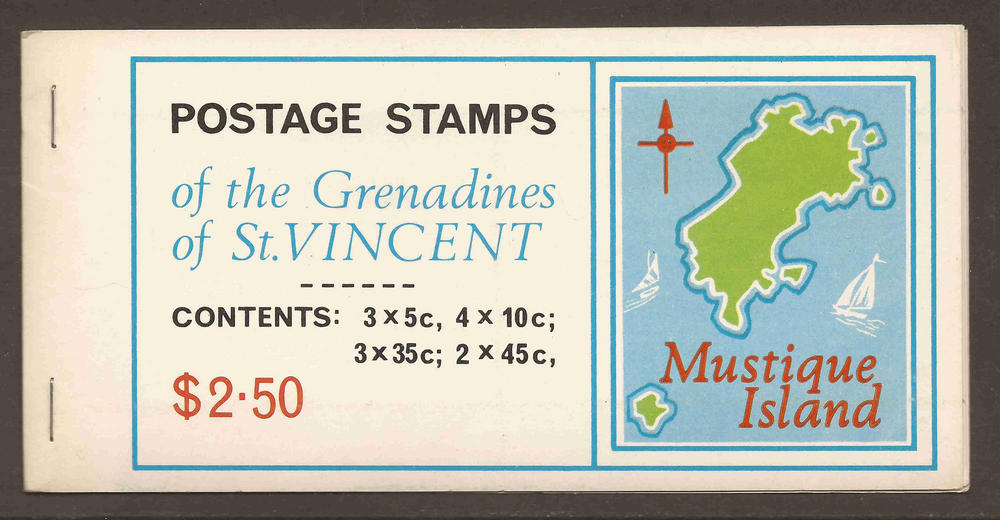 POSTAGE STAMPS
of the Grenadines
of St.VINCENT
CONTENTS: 3 x 5c, 4 x 10c;
3 x 35c; 2 x 45c,
$2·50
Mustique
Island